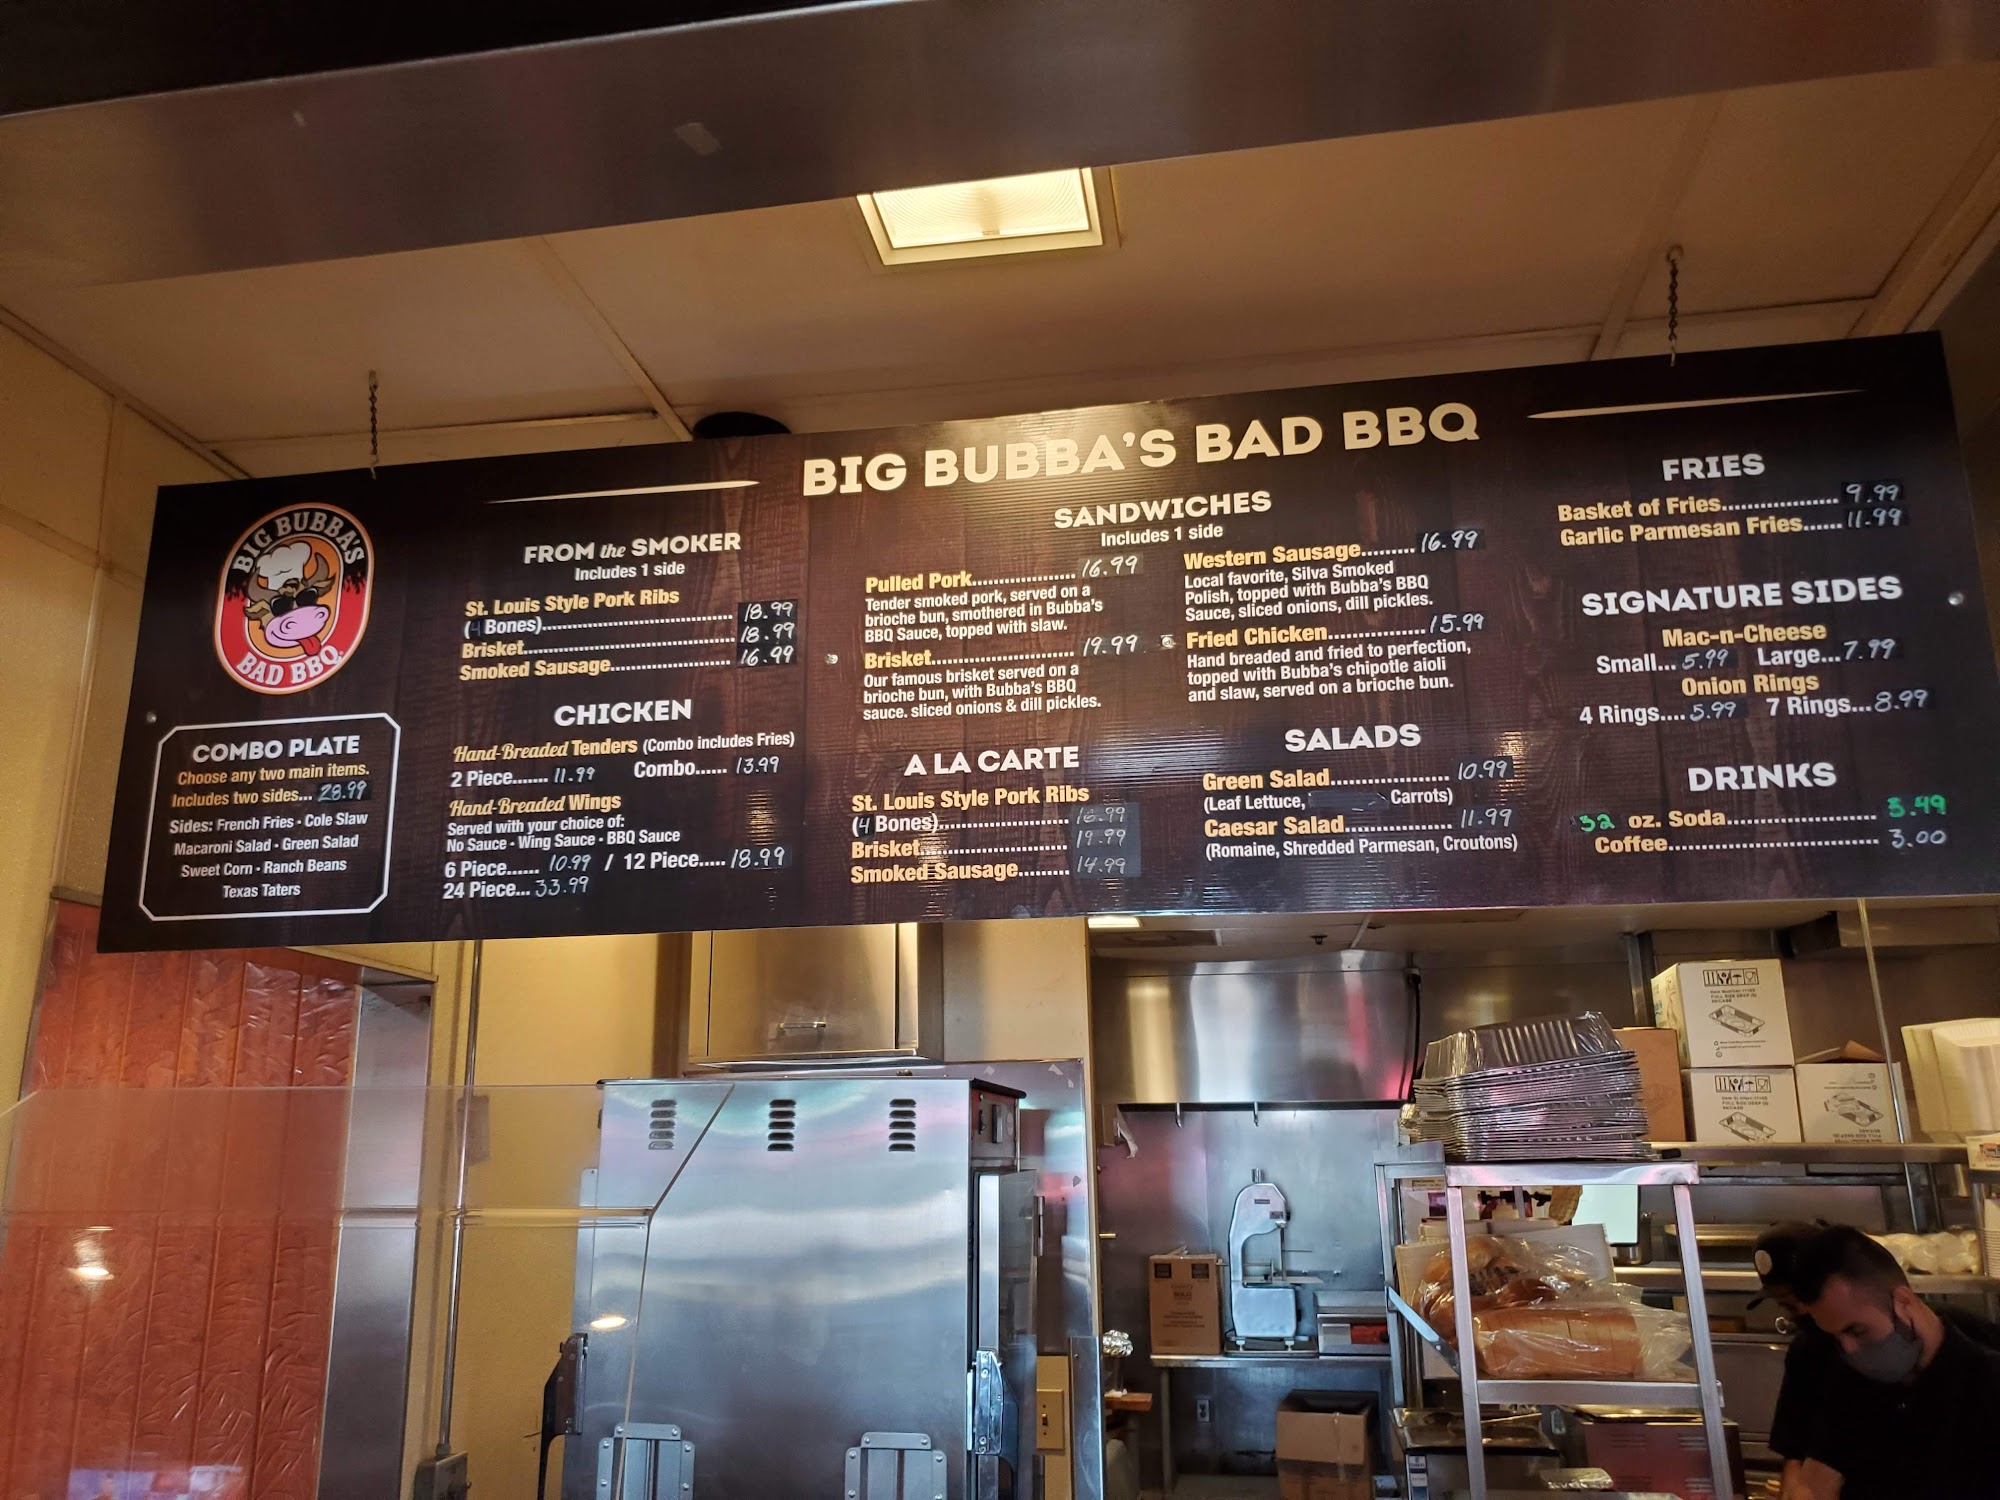 BIG BUBBA'S BAD BBQ
BIG BUBBA'S
BAD BBQ
COMBO PLATE
Choose any two main items.
Includes two sides... 28.99
Sides: French Fries - Cole Slaw
Macaroni Salad - Green Salad
Sweet Corn - Ranch Beans
Texas Taters
FROM the SMOKER
Includes 1 side
St. Louis Style Pork Ribs
(4 Bones)........ 18.99
Brisket........ 18.99
Smoked Sausage........ 16.99
CHICKEN
Hand-Breaded Tenders (Combo includes Fries)
2 Piece....... 11.99 Combo...... 13.99
Hand-Breaded Wings
Served with your choice of:
No Sauce - Wing Sauce - BBQ Sauce
6 Piece...... 10.99 / 12 Piece..... 18.99
24 Piece... 33.99
SANDWICHES
Includes 1 side
Pulled Pork........ 16.99
Tender smoked pork, served on a
brioche bun, smothered in Bubba's
BBQ Sauce, topped with slaw.
Brisket........ 19.99
Our famous brisket served on a
brioche bun, with Bubba's BBQ
sauce. sliced onions & dill pickles.
Western Sausage......... 16.99
Local favorite, Silva Smoked
Polish, topped with Bubba's BBQ
Sauce, sliced onions, dill pickles.
Fried Chicken........ 15.99
Hand breaded and fried to perfection,
topped with Bubba's chipotle aioli
and slaw, served on a brioche bun.
A LA CARTE
St. Louis Style Pork Ribs
(4 Bones)........ 16.99
Brisket........ 19.99
Smoked Sausage......... 14.99
SALADS
Green Salad........ 10.99
(Leaf Lettuce, Carrots)
Caesar Salad........ 11.99
(Romaine, Shredded Parmesan, Croutons)
FRIES
Basket of Fries........ 9.99
Garlic Parmesan Fries....... 11.99
SIGNATURE SIDES
Mac-n-Cheese
Small... 5.99 Large... 7.99
Onion Rings
4 Rings.... 5.99 7 Rings... 8.99
DRINKS
32 oz. Soda........ 3.49
Coffee........ 3.00